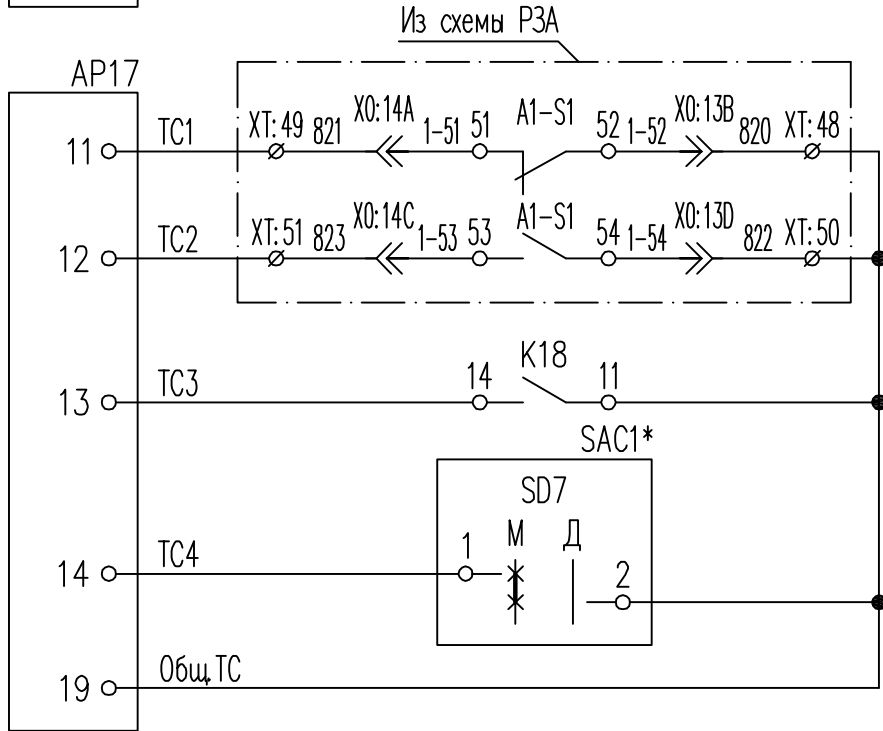 Из схемы РЗА
AP17
11 TC1 XT:49 821 X0:14A 1-51 51 A1-S1 52 1-52 X0:13B 820 XT:48
12 TC2 XT:51 823 X0:14C 1-53 53 A1-S1 54 1-54 X0:13D 822 XT:50
13 TC3 14 K18 11
SAC1*
SD7
М Д
14 TC4 1 2
19 Общ.ТС